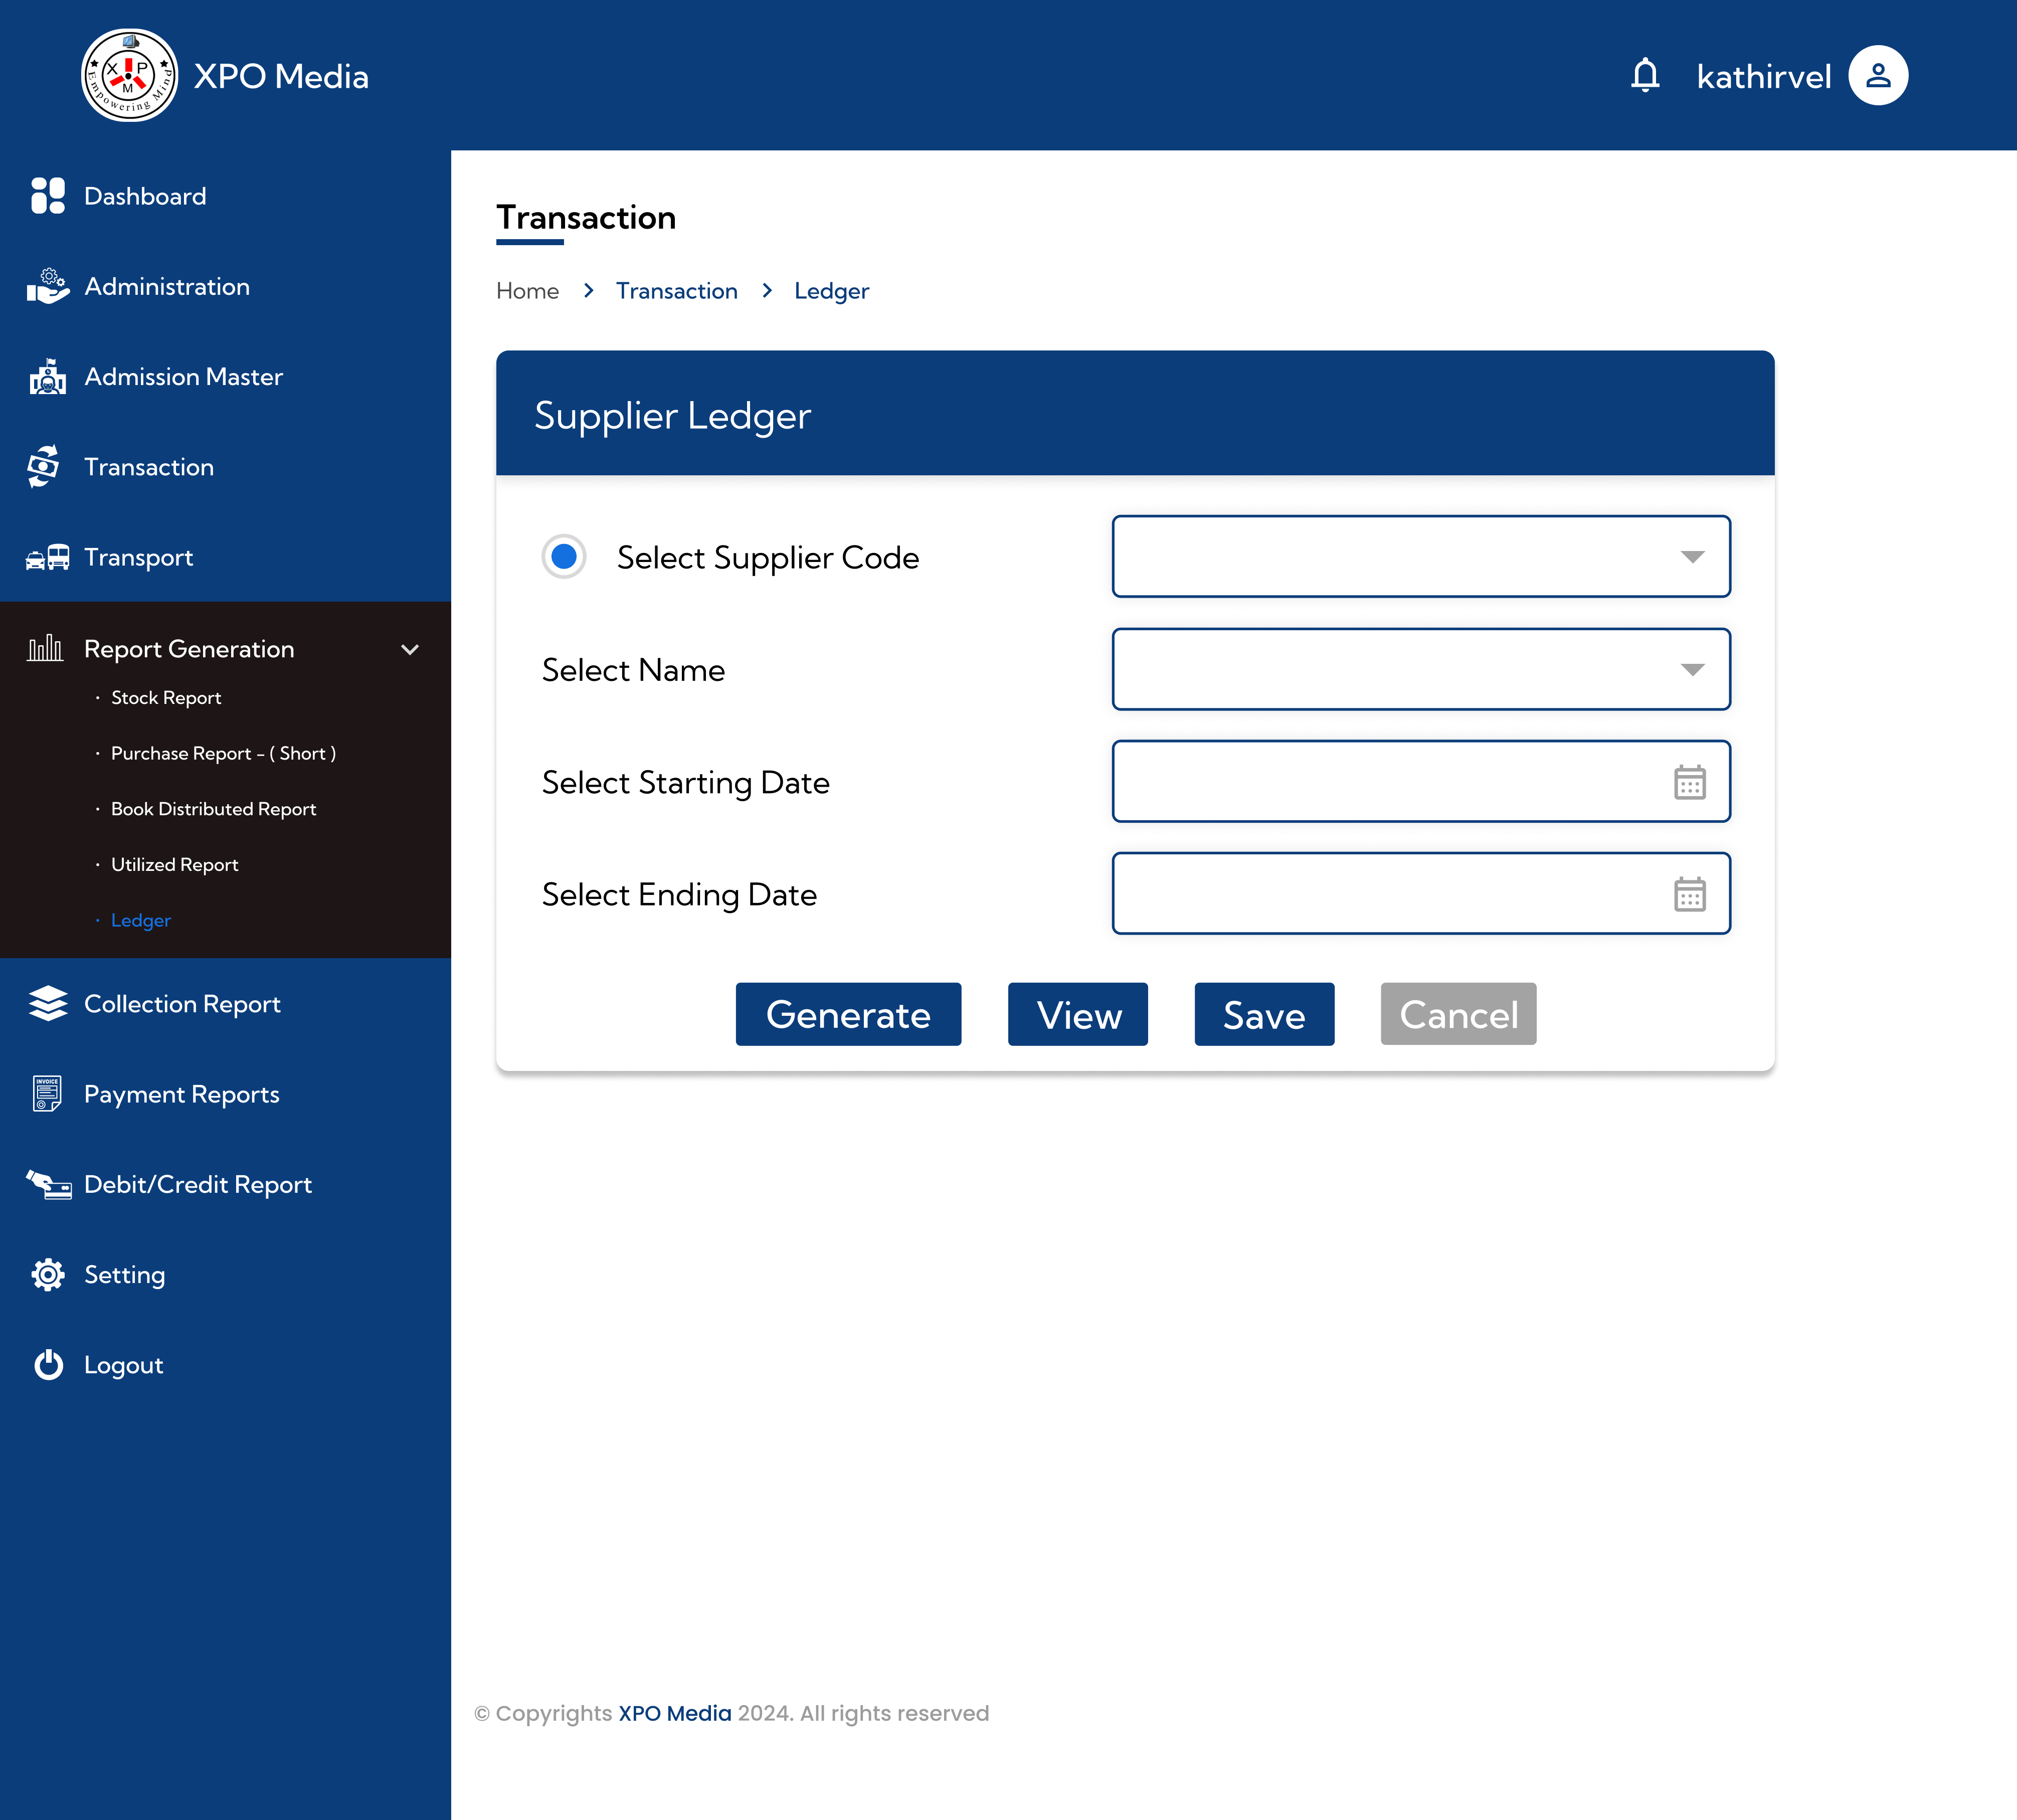 X P M
Empowering Mind
XPO Media
kathirvel
Dashboard
Administration
Admission Master
Transaction
Transport
Report Generation
· Stock Report
· Purchase Report - ( Short )
· Book Distributed Report
· Utilized Report
· Ledger
Collection Report
INVOICE
Payment Reports
Debit/Credit Report
Setting
Logout
Transaction
Home > Transaction > Ledger
Supplier Ledger
Select Supplier Code
Select Name
Select Starting Date
Select Ending Date
Generate View Save Cancel
© Copyrights XPO Media 2024. All rights reserved